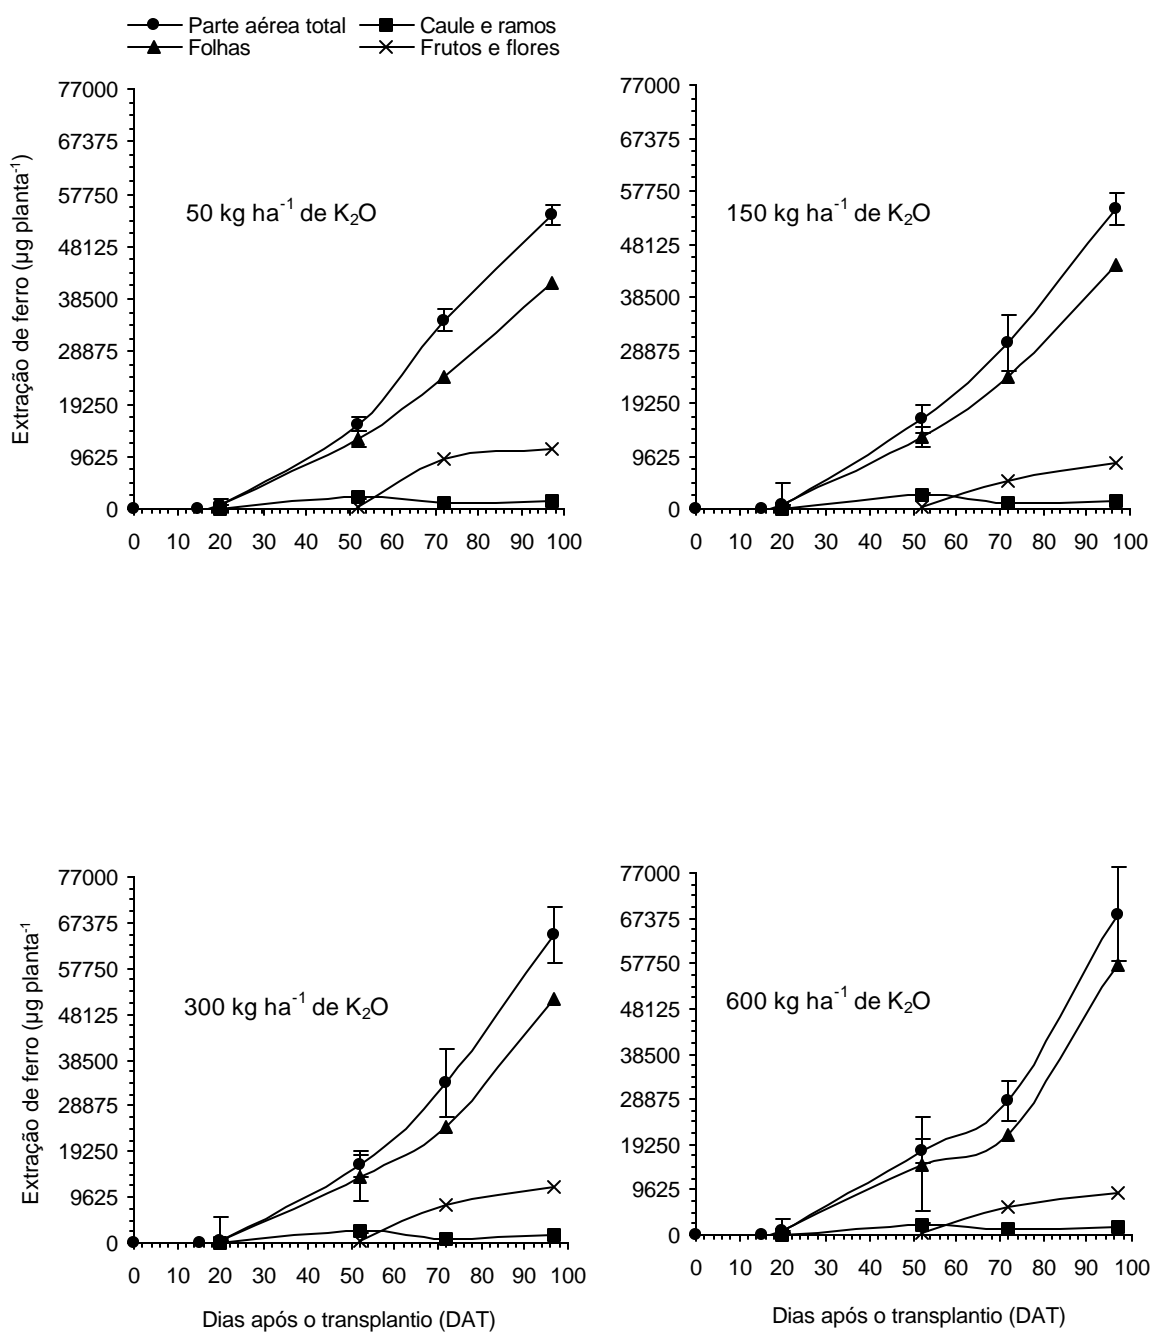 Parte aérea total Caule e ramos
Folhas Frutos e flores
Extração de ferro (µg planta⁻¹)
77000
67375
57750
48125
38500
28875
19250
9625
0
50 kg ha⁻¹ de K₂O
0 10 20 30 40 50 60 70 80 90 100
77000
67375
57750
48125
38500
28875
19250
9625
0
150 kg ha⁻¹ de K₂O
0 10 20 30 40 50 60 70 80 90 100
Extração de ferro (µg planta⁻¹
77000
67375
57750
48125
38500
28875
19250
9625
0
300 kg ha⁻¹ de K₂O
0 10 20 30 40 50 60 70 80 90 100
Dias após o transplantio (DAT)
77000
67375
57750
48125
38500
28875
19250
9625
0
600 kg ha⁻¹ de K₂O
0 10 20 30 40 50 60 70 80 90 100
Dias após o transplantio (DAT)